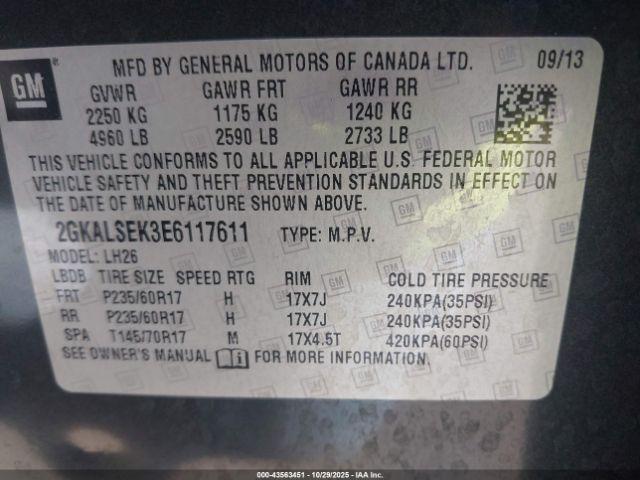 GM
MFD BY GENERAL MOTORS OF CANADA LTD. 09/13
GVWR GAWR FRT GAWR RR
2250 KG 1175 KG 1240 KG
4960 LB 2590 LB 2733 LB
THIS VEHICLE CONFORMS TO ALL APPLICABLE U.S. FEDERAL MOTOR
VEHICLE SAFETY AND THEFT PREVENTION STANDARDS IN EFFECT ON
THE DATE OF MANUFACTURE SHOWN ABOVE.
2GKALSEK3E6117611 TYPE: M.P.V.
MODEL: LH26
LBDB TIRE SIZE SPEED RTG RIM COLD TIRE PRESSURE
FRT P235/60R17 H 17X7J 240KPA(35PSI)
RR P235/60R17 H 17X7J 240KPA(35PSI)
SPA T145/70R17 M 17X4.5T 420KPA(60PSI)
SEE OWNER'S MANUAL FOR MORE INFORMATION.
000-43563451 - 10/29/2025 - IAAI